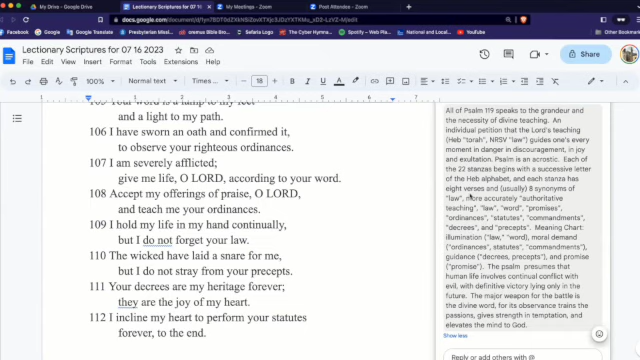 My Drive - Google Drive
Lectionary Scriptures for 07 16
My Meetings - Zoom
Post Attendee - Zoom
Google
Google Translate
Presbyterian Miss
Sefaria Logo
The Cyber Hymna
Spotify
YouTube Music
Other Bookmarks
Lectionary Scriptures for 07 16 2023
Share
File Edit View Insert Format Tools Extensions Help
100%
Normal text
Times ...
18
105 Your word is a lamp to my feet
and a light to my path.
106 I have sworn an oath and confirmed it,
to observe your righteous ordinances.
107 I am severely afflicted;
give me life, O LORD, according to your word.
108 Accept my offerings of praise, O LORD,
and teach me your ordinances.
109 I hold my life in my hand continually,
but I do not forget your law.
110 The wicked have laid a snare for me,
but I do not stray from your precepts.
111 Your decrees are my heritage forever;
they are the joy of my heart.
112 I incline my heart to perform your statutes
forever, to the end.
All of Psalm 119 speaks to the grandeur and
the necessity of divine teaching. An
individual petition that the Lord's teaching
(Heb "torah", NRSV "law") guides one's every
moment in danger in discouragement, in joy
and exultation. Psalm is an acrostic. Each of
the 22 stanzas begins with a successive letter
of the Heb alphabet, and each stanza has
eight verses and (usually) 8 synonyms of
"law", more accurately "authoritative
teaching", "law", "word", "promises",
"ordinances", "statutes", "commandments",
"decrees", and "precepts". Meaning Chart:
illumination (law," "word), moral demand
("ordinances", statutes", "commandments),
guidance ("decrees, precepts"), and promise
("promise"). The psalm presumes that
human life involves continual conflict with
evil, with definitive victory lying only in the
future. The major weapon for the battle is
the divine word, for its observance trains the
passions, gives strength in temptation, and
elevates the mind to God.
Show less
Reply or add others with @